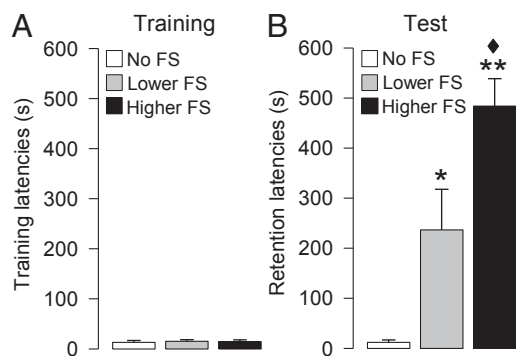 A Training
Training latencies (s)
600
500
400
300
200
100
0
No FS
Lower FS
Higher FS
B Test
Retention latencies (s)
600
500
400
300
200
100
0
No FS
Lower FS
Higher FS
*
♦
**